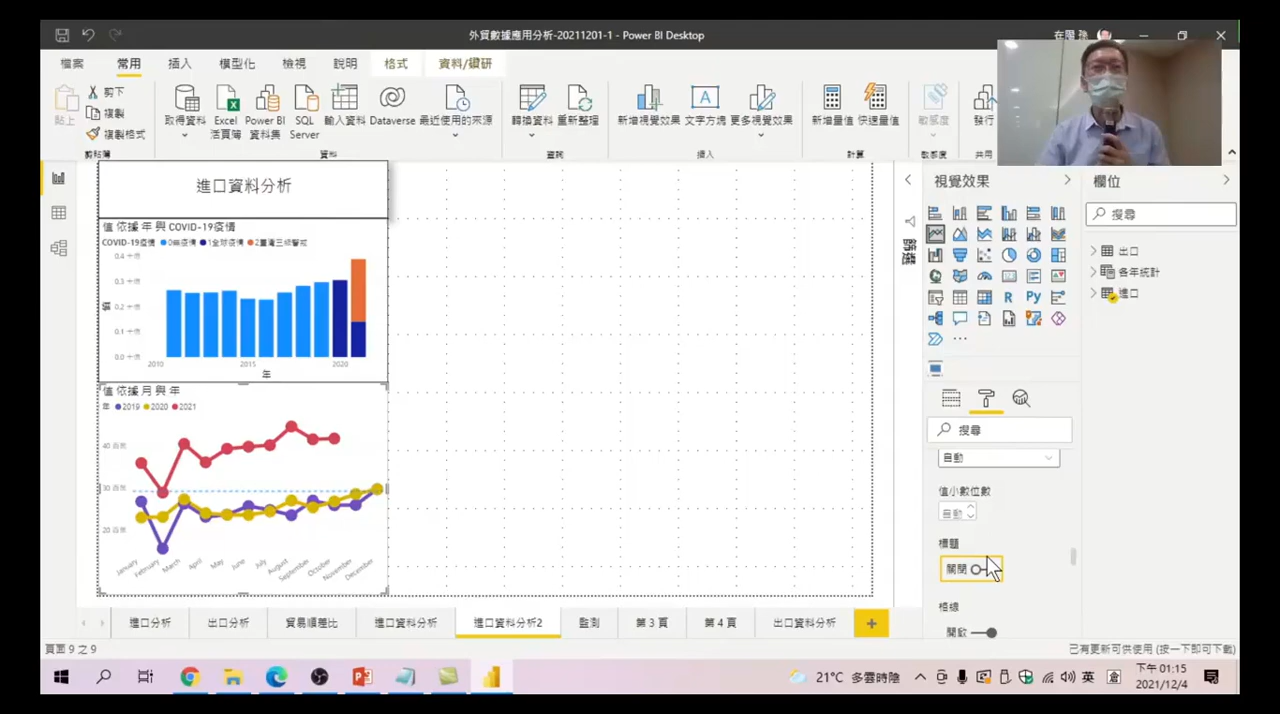 外貿數據應用分析-20211201-1 - Power BI Desktop
檔案 常用 插入 模型化 檢視 說明 格式 資料/鑽研
貼上
剪下
複製
複製格式
剪貼簿
取得資料
Excel 活頁簿
Power BI 資料集
SQL Server
輸入資料
Dataverse
最近使用的來源
資料
轉換資料
重新整理
查詢
新增視覺效果
文字方塊
更多視覺效果
插入
新增量值
快速量值
計算
敏感度
敏感度
發行
共用
進口資料分析
值 依據 年 與 COVID-19疫情
COVID-19疫情 0無疫情 1全球疫情 2臺灣三級警戒
0.4 十億
0.3 十億
0.2 十億
0.1 十億
0.0 十億
值
2010 2015 2020
年
值 依據 月 與 年
年 2019 2020 2021
40 百萬
30 百萬
20 百萬
January February March April May June July August September October November December
篩選
視覺效果
搜尋
自動
值小數位數
自動
標題
關閉
格線
開啟
欄位
搜尋
出口
各年統計
進口
進口分析 出口分析 貿易順差比 進口資料分析 進口資料分析2 監測 第 3 頁 第 4 頁 出口資料分析
頁面 9 之 9
已有更新可供使用 (按一下即可下載)
21°C 多雲時陰
英
下午 01:15
2021/12/4